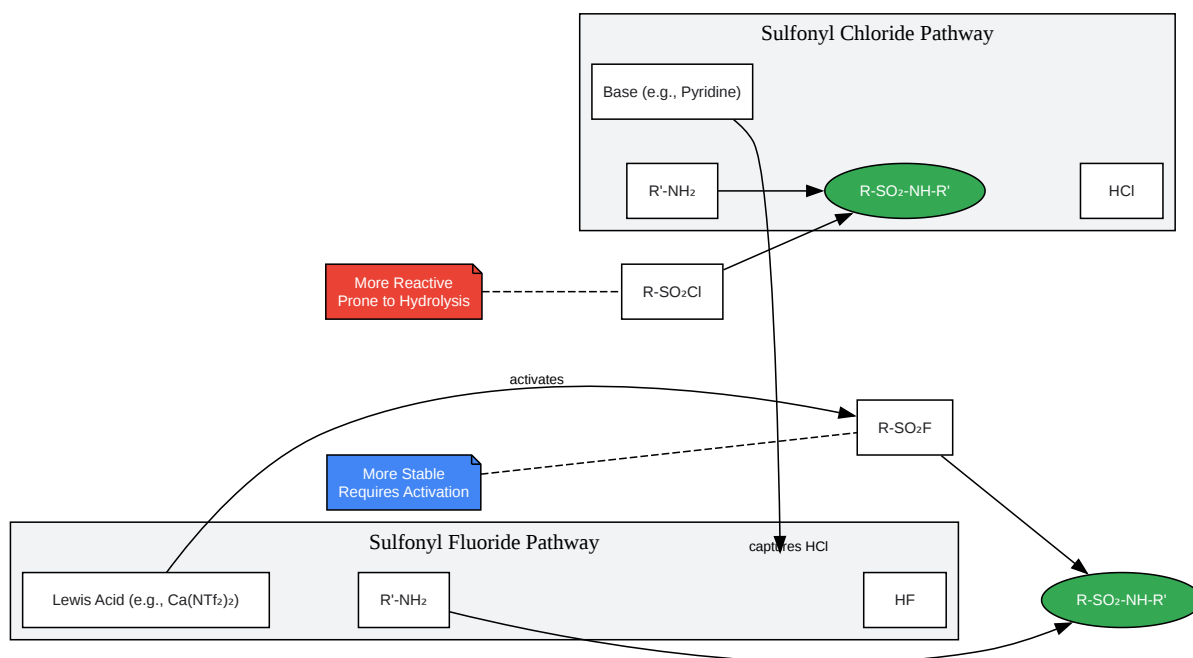 Sulfonyl Chloride Pathway
Base (e.g., Pyridine)
R'-NH₂
R-SO₂-NH-R'
HCl
More Reactive
Prone to Hydrolysis
R-SO₂Cl
activates
R-SO₂F
More Stable
Requires Activation
Sulfonyl Fluoride Pathway
captures HCl
Lewis Acid (e.g., Ca(NTf₂)₂)
R'-NH₂
HF
R-SO₂-NH-R'